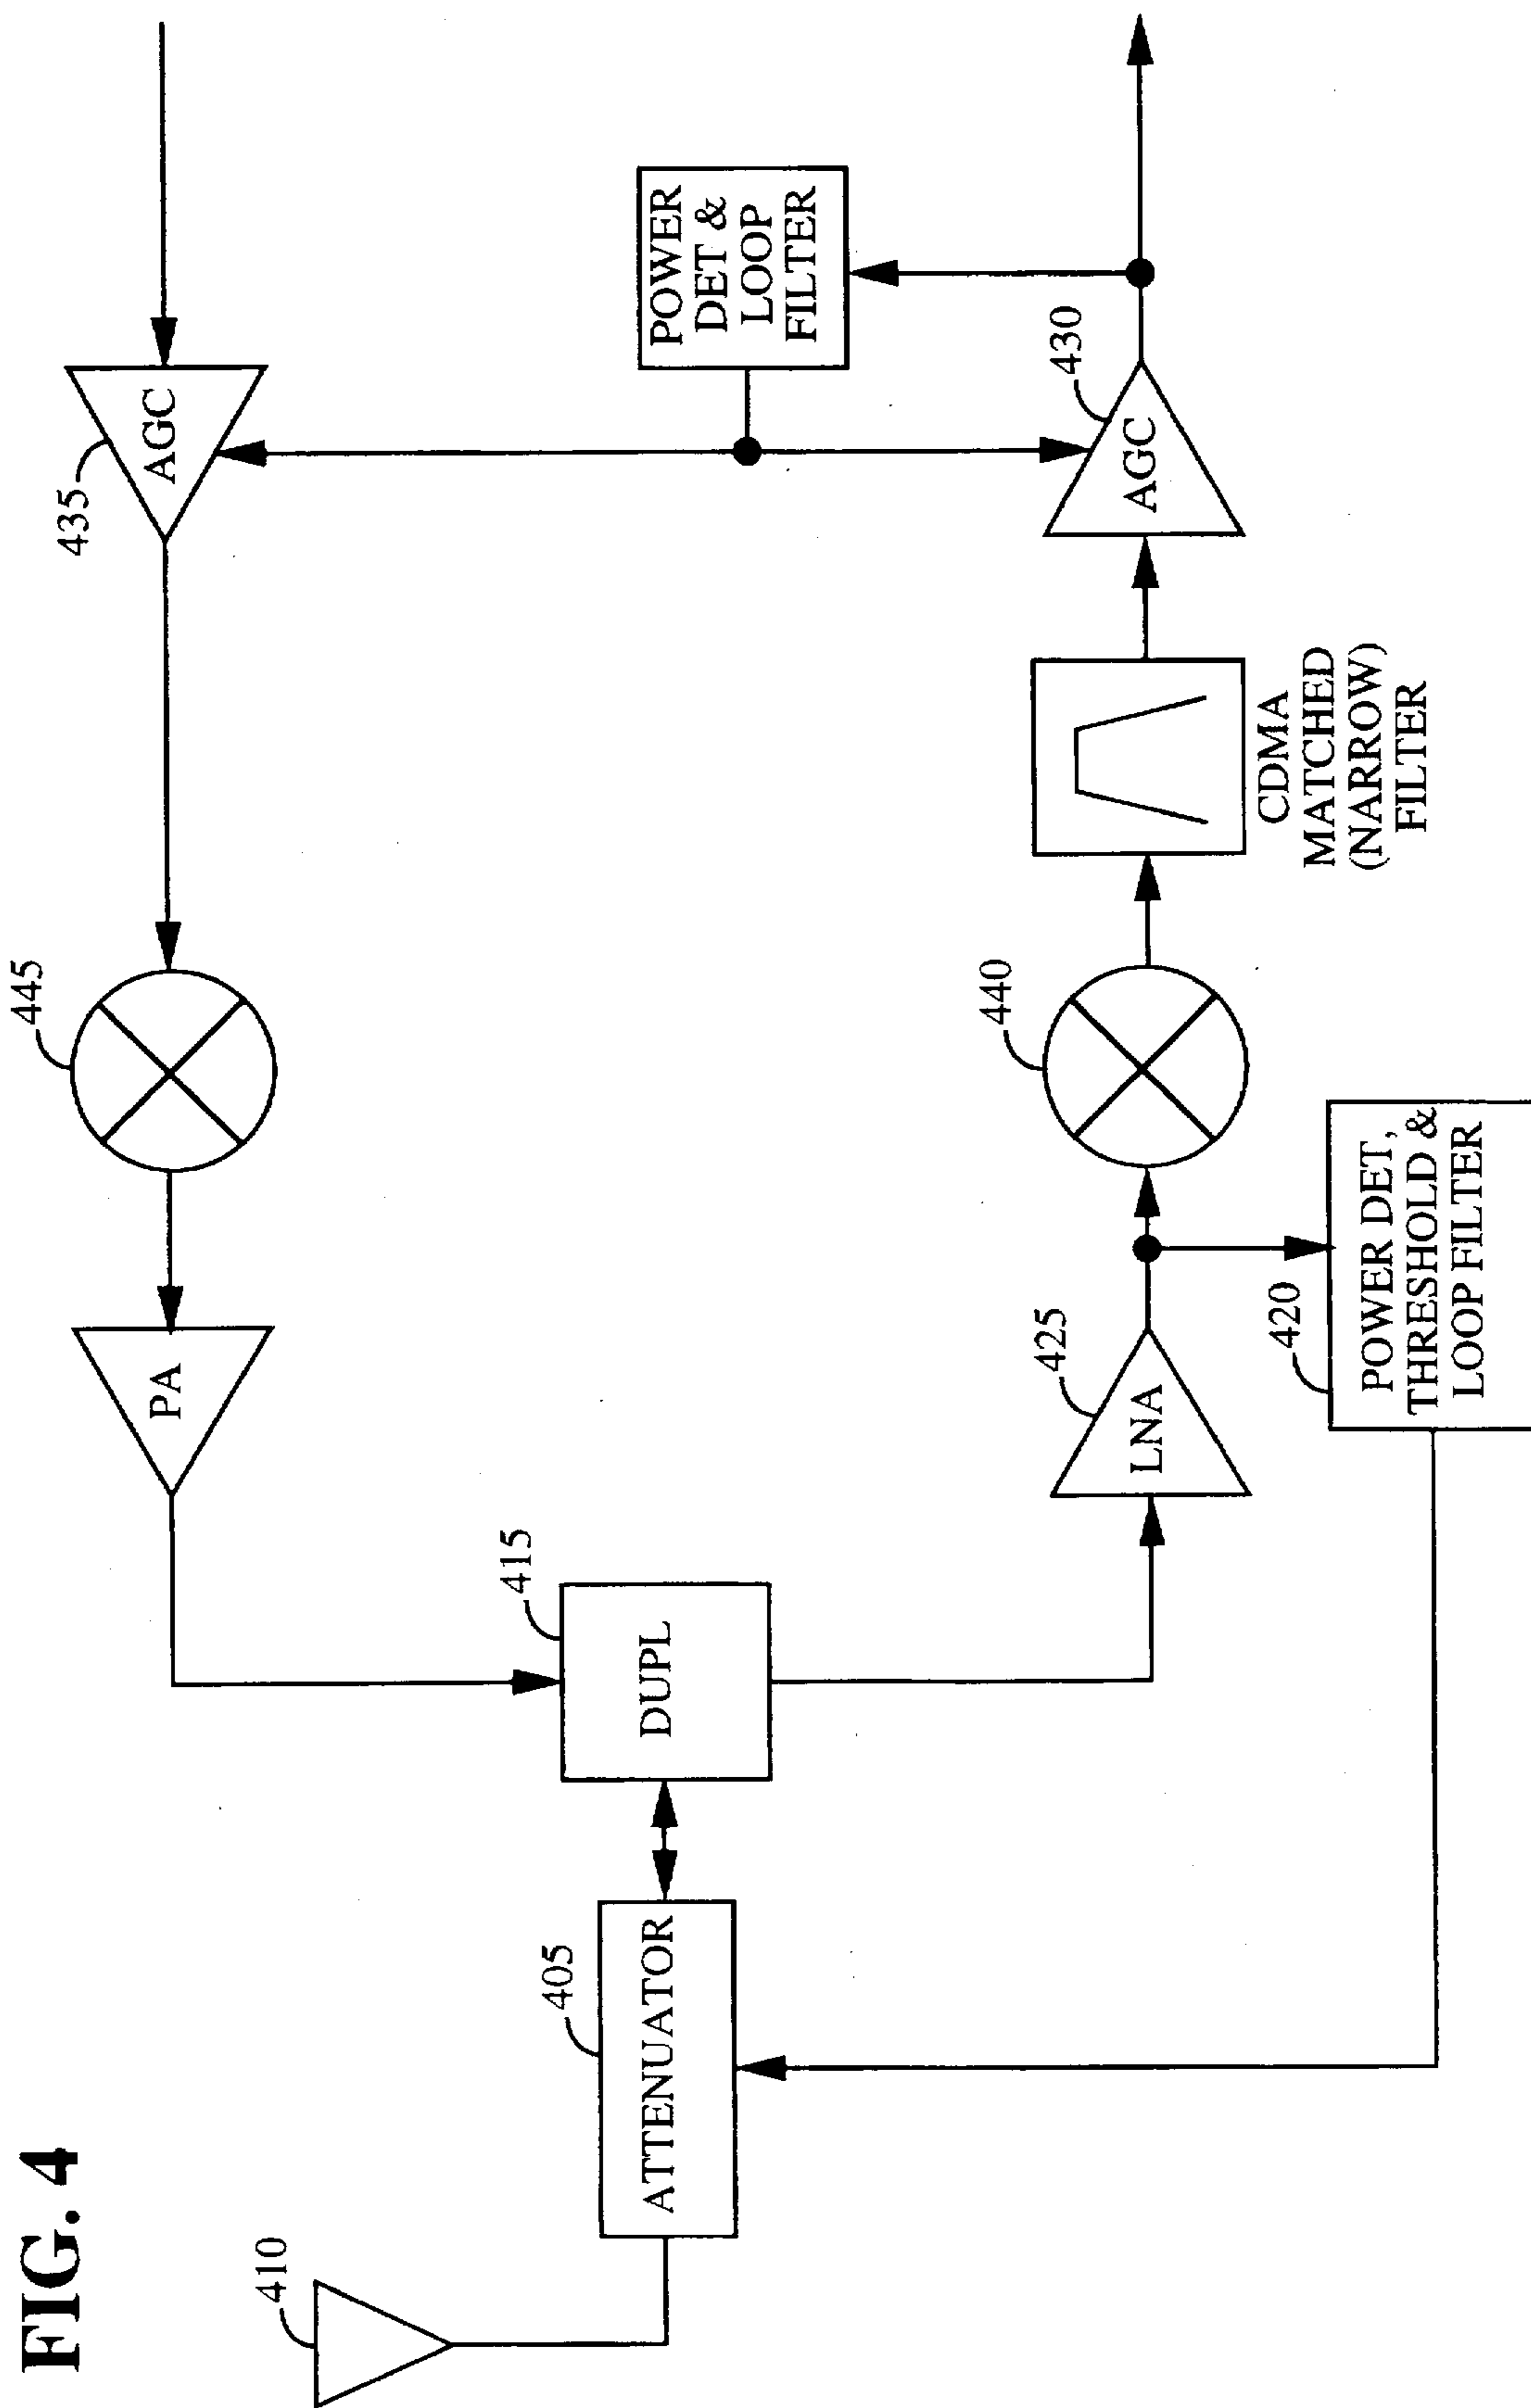 FIG. 4
410
405
ATTENUATOR
415
DUPL
PA
445
435
AGC
POWER
DET &
LOOP
FILTER
425
LNA
440
CDMA
MATCHED
(NARROW)
FILTER
430
AGC
420
POWER DET,
THRESHOLD &
LOOP FILTER